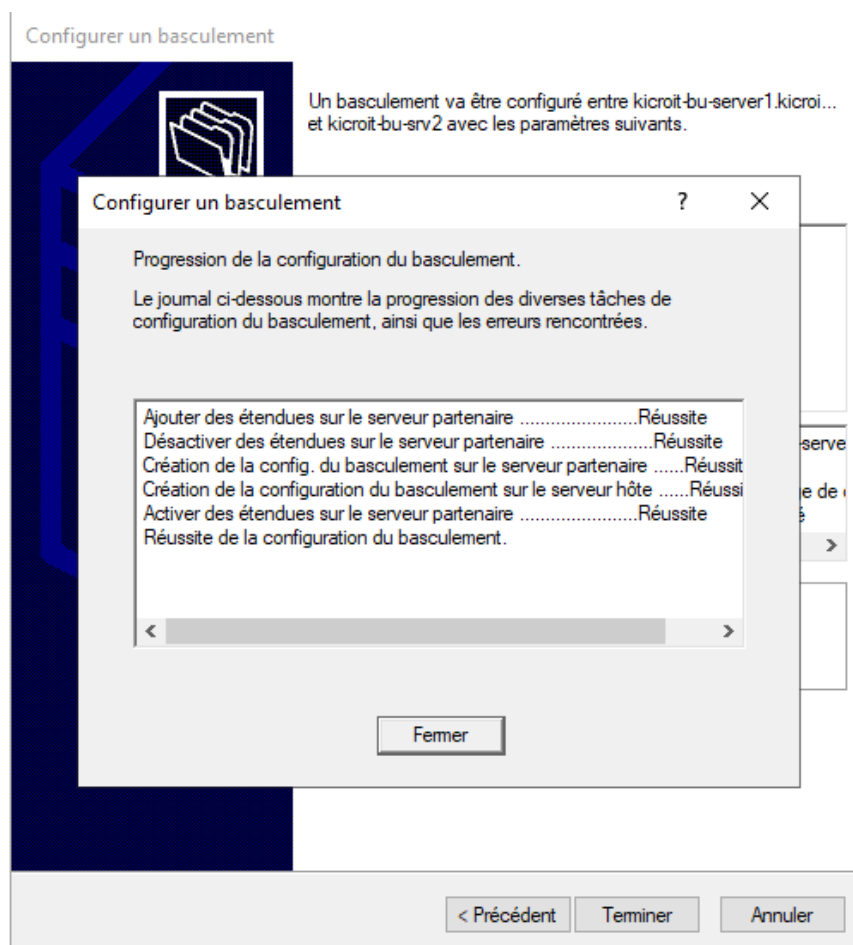 Configurer un basculement
Un basculement va être configuré entre kicroit-bu-server1.kicroi...
et kicroit-bu-srv2 avec les paramètres suivants.
Configurer un basculement
Progression de la configuration du basculement.
Le journal ci-dessous montre la progression des diverses tâches de
configuration du basculement, ainsi que les erreurs rencontrées.
Ajouter des étendues sur le serveur partenaire ......................Réussite
Désactiver des étendues sur le serveur partenaire ...................Réussite
Création de la config. du basculement sur le serveur partenaire ......Réussit
Création de la configuration du basculement sur le serveur hôte ......Réussi
Activer des étendues sur le serveur partenaire ......................Réussite
Réussite de la configuration du basculement.
-serve
e de
Fermer
< Précédent
Terminer
Annuler